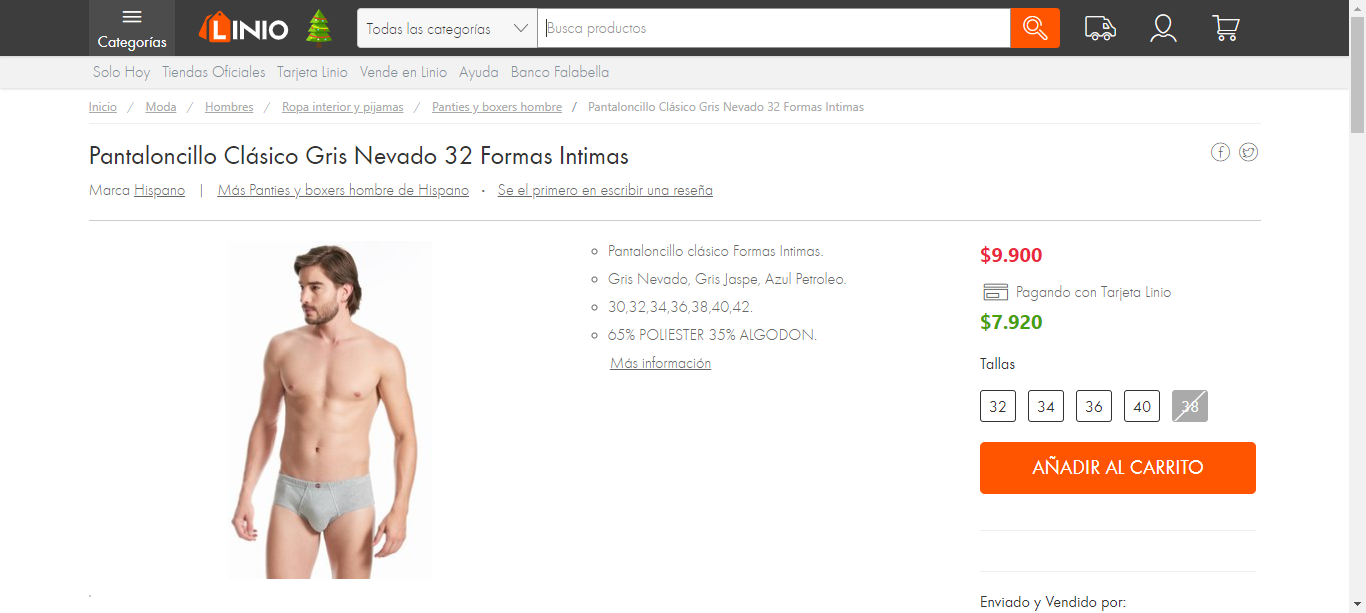 Categorías
LINIO
Todas las categorías
Busca productos
Solo Hoy Tiendas Oficiales Tarjeta Linio Vende en Linio Ayuda Banco Falabella
Inicio / Moda / Hombres / Ropa interior y pijamas / Panties y boxers hombre / Pantaloncillo Clásico Gris Nevado 32 Formas Intimas
Pantaloncillo Clásico Gris Nevado 32 Formas Intimas
Marca Hispano | Más Panties y boxers hombre de Hispano · Se el primero en escribir una reseña
Pantaloncillo clásico Formas Intimas.
Gris Nevado, Gris Jaspe, Azul Petroleo.
30,32,34,36,38,40,42.
65% POLIESTER 35% ALGODON.
Más información
$9.900
Pagando con Tarjeta Linio
$7.920
Tallas
32 34 36 40 38
AÑADIR AL CARRITO
Enviado y Vendido por: